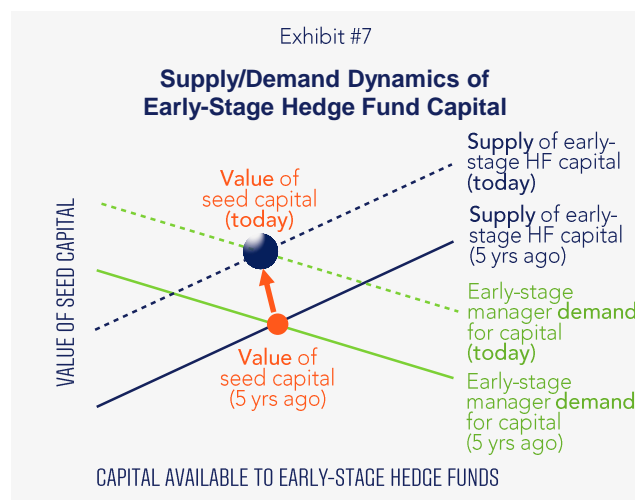 Exhibit #7
Supply/Demand Dynamics of
Early-Stage Hedge Fund Capital
Supply of early-
stage HF capital
(today)
Value of
seed capital
(today)
Supply of early-
stage HF capital
(5 yrs ago)
VALUE OF SEED CAPITAL
Early-stage
manager demand
for capital
(today)
Value of
seed capital
(5 yrs ago)
Early-stage
manager demand
for capital
(5 yrs ago)
CAPITAL AVAILABLE TO EARLY-STAGE HEDGE FUNDS